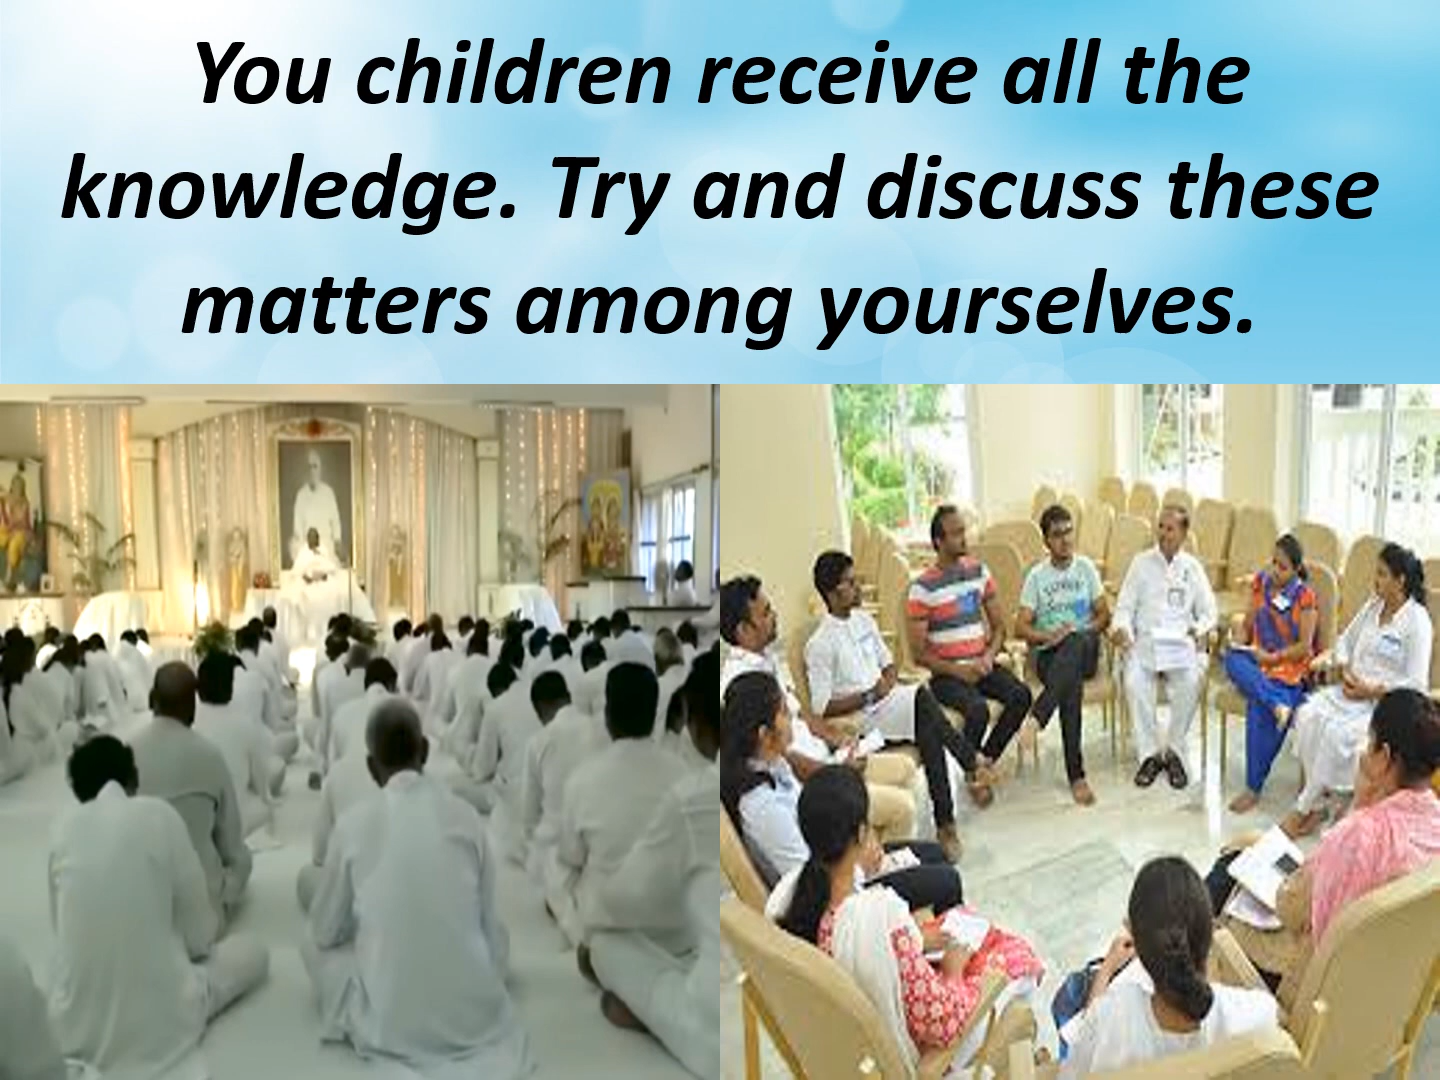 You children receive all the
knowledge. Try and discuss these
matters among yourselves.